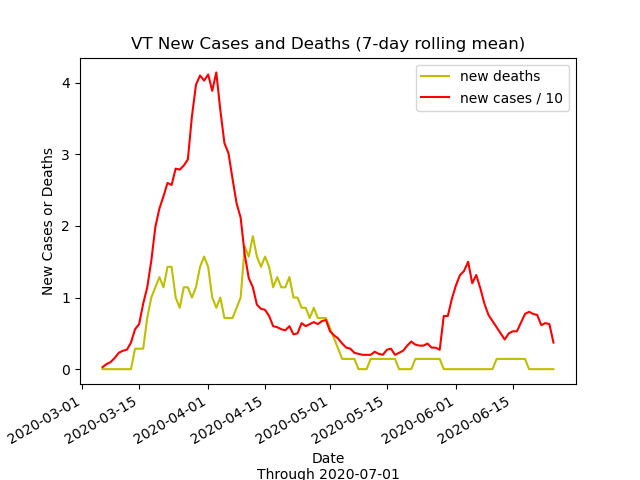 VT New Cases and Deaths (7-day rolling mean)
new deaths
new cases / 10
New Cases or Deaths
4
3
2
1
0
2020-03-01
2020-03-15
2020-04-01
2020-04-15
2020-05-01
2020-05-15
2020-06-01
2020-06-15
Date
Through 2020-07-01